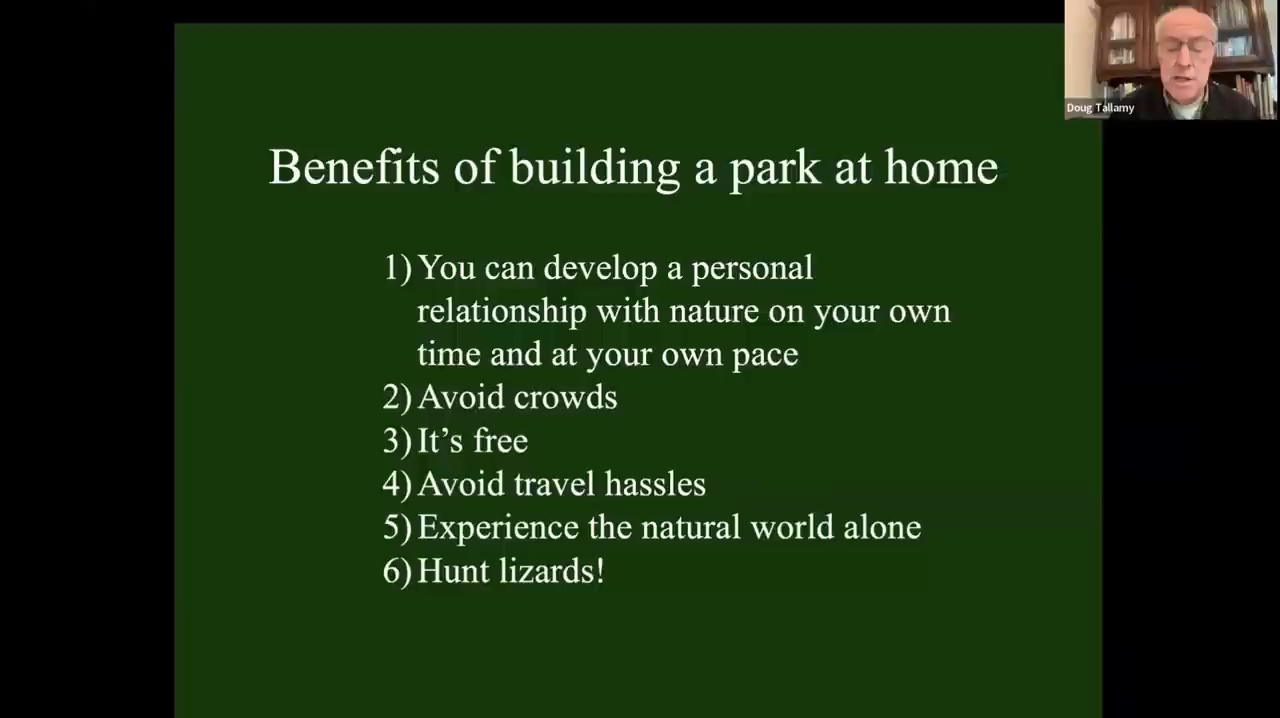 Doug Tallamy
Benefits of building a park at home
1) You can develop a personal
relationship with nature on your own
time and at your own pace
2) Avoid crowds
3) It’s free
4) Avoid travel hassles
5) Experience the natural world alone
6) Hunt lizards!